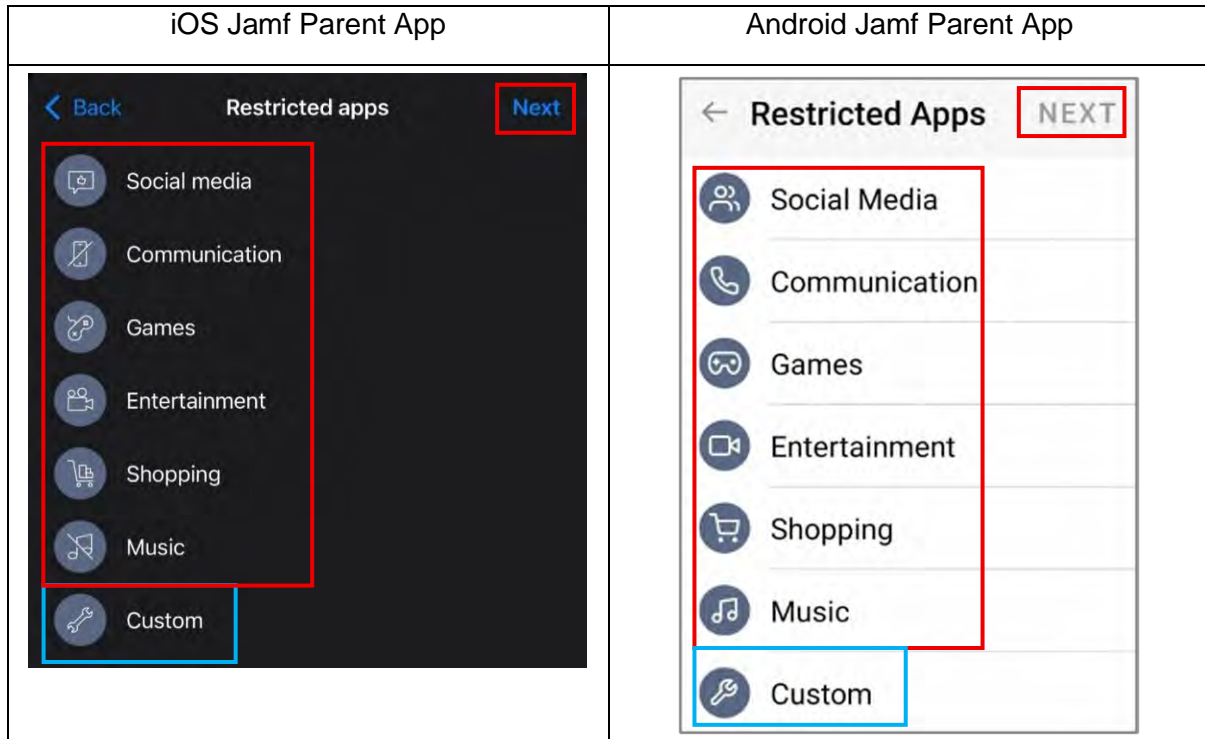 iOS Jamf Parent App
Back Restricted apps Next
Social media
Communication
Games
Entertainment
Shopping
Music
Custom
Android Jamf Parent App
Restricted Apps NEXT
Social Media
Communication
Games
Entertainment
Shopping
Music
Custom